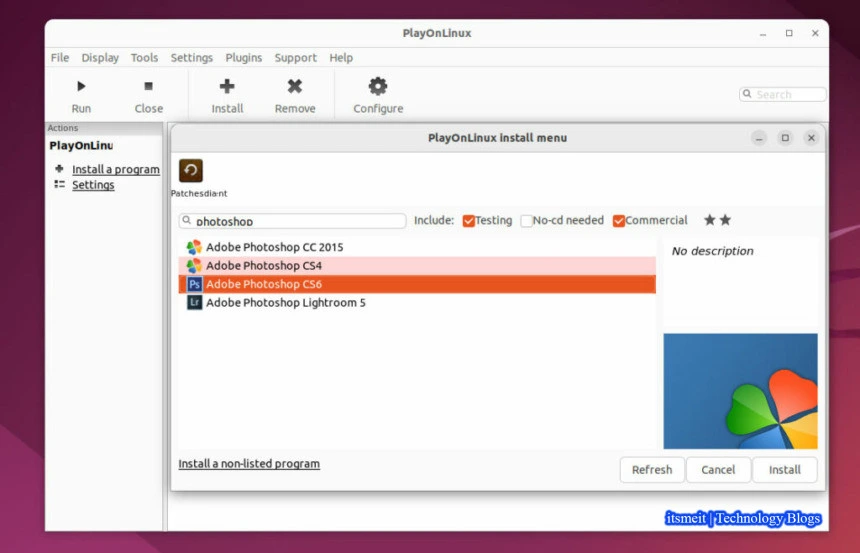 PlayOnLinux
File Display Tools Settings Plugins Support Help
Run Close Install Remove Configure
Search
Actions
PlayOnLinu
Install a program
Settings
PlayOnLinux install menu
photoshop
Include: Testing No-cd needed Commercial
Adobe Photoshop CC 2015
Adobe Photoshop CS4
Ps Adobe Photoshop CS6
Lr Adobe Photoshop Lightroom 5
No description
Install a non-listed program
Refresh Cancel Install
itsmeit | Technology Blogs